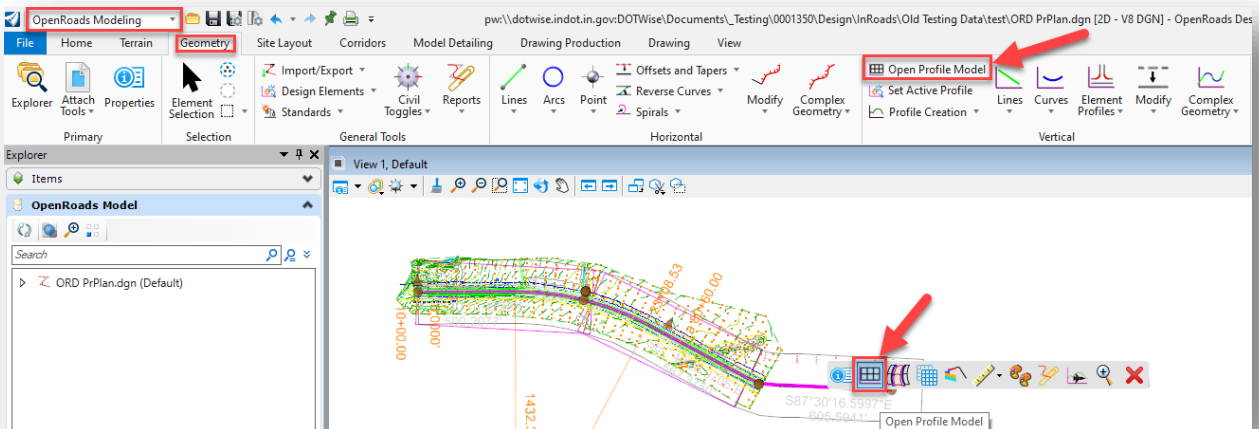 OpenRoads Modeling
pw:\\dotwise.indot.in.gov:DOTWise\Documents\_Testing\0001350\Design\InRoads\Old Testing Data\test\ORD PrPlan.dgn [2D - V8 DGN] - OpenRoads Des
File Home Terrain Geometry Site Layout Corridors Model Detailing Drawing Production Drawing View
Explorer
Attach Tools
Properties
Primary
Element Selection
Selection
Import/Export
Design Elements
Standards
Civil Toggles
Reports
General Tools
Lines
Arcs
Point
Offsets and Tapers
Reverse Curves
Spirals
Modify
Complex Geometry
Horizontal
Open Profile Model
Set Active Profile
Profile Creation
Lines
Curves
Element Profiles
Modify
Complex Geometry
Vertical
Explorer
Items
OpenRoads Model
Search
ORD PrPlan.dgn (Default)
View 1, Default
10+00.00
S87°30'16.5997"E
605.5941'
Open Profile Model